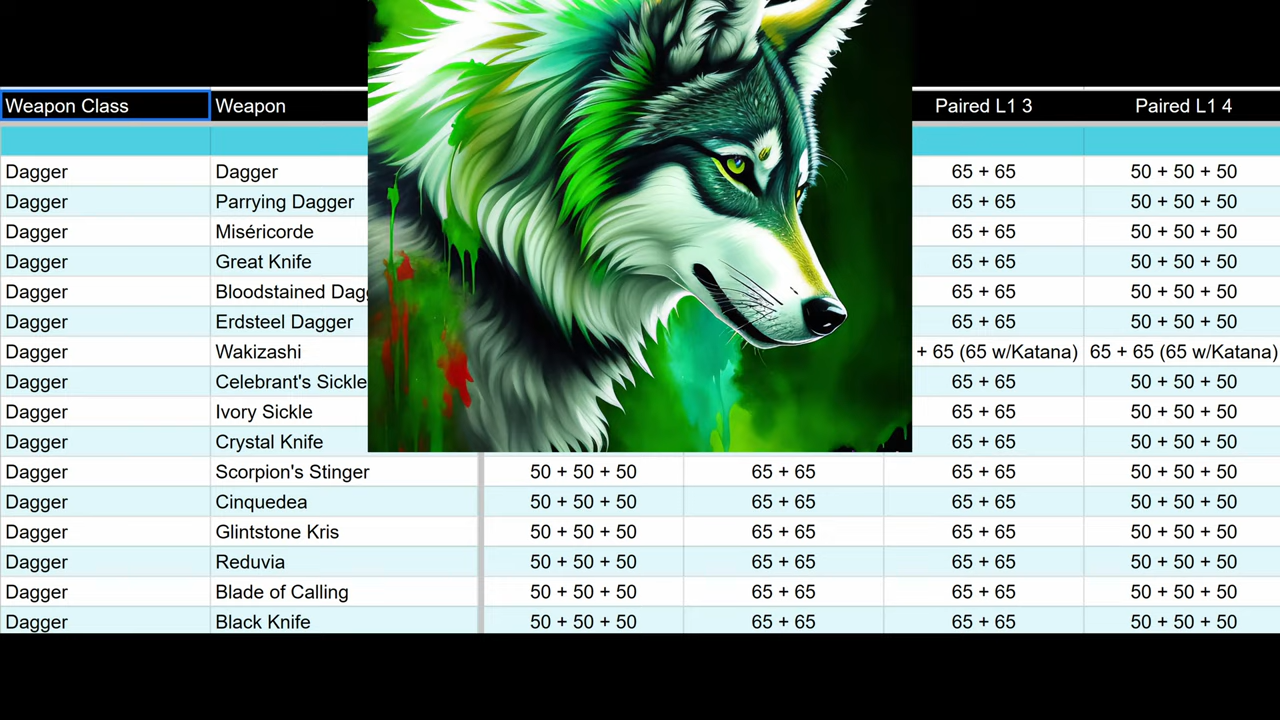 Weapon Class Weapon Paired L1 3 Paired L1 4
Dagger Dagger 65 + 65 50 + 50 + 50
Dagger Parrying Dagger 65 + 65 50 + 50 + 50
Dagger Miséricorde 65 + 65 50 + 50 + 50
Dagger Great Knife 65 + 65 50 + 50 + 50
Dagger Bloodstained 65 + 65 50 + 50 + 50
Dagger Erdsteel Dagger 65 + 65 50 + 50 + 50
Dagger Wakizashi + 65 (65 w/Katana) 65 + 65 (65 w/Katana)
Dagger Celebrant's Sickle 65 + 65 50 + 50 + 50
Dagger Ivory Sickle 65 + 65 50 + 50 + 50
Dagger Crystal Knife 65 + 65 50 + 50 + 50
Dagger Scorpion's Stinger 50 + 50 + 50 65 + 65 65 + 65 50 + 50 + 50
Dagger Cinquedea 50 + 50 + 50 65 + 65 65 + 65 50 + 50 + 50
Dagger Glintstone Kris 50 + 50 + 50 65 + 65 65 + 65 50 + 50 + 50
Dagger Reduvia 50 + 50 + 50 65 + 65 65 + 65 50 + 50 + 50
Dagger Blade of Calling 50 + 50 + 50 65 + 65 65 + 65 50 + 50 + 50
Dagger Black Knife 50 + 50 + 50 65 + 65 65 + 65 50 + 50 + 50